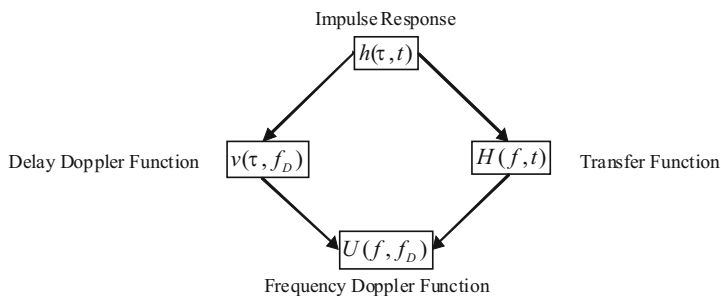 Impulse Response
h(τ,t)
Delay Doppler Function
v(τ,f_D)
H(f,t)
Transfer Function
U(f,f_D)
Frequency Doppler Function